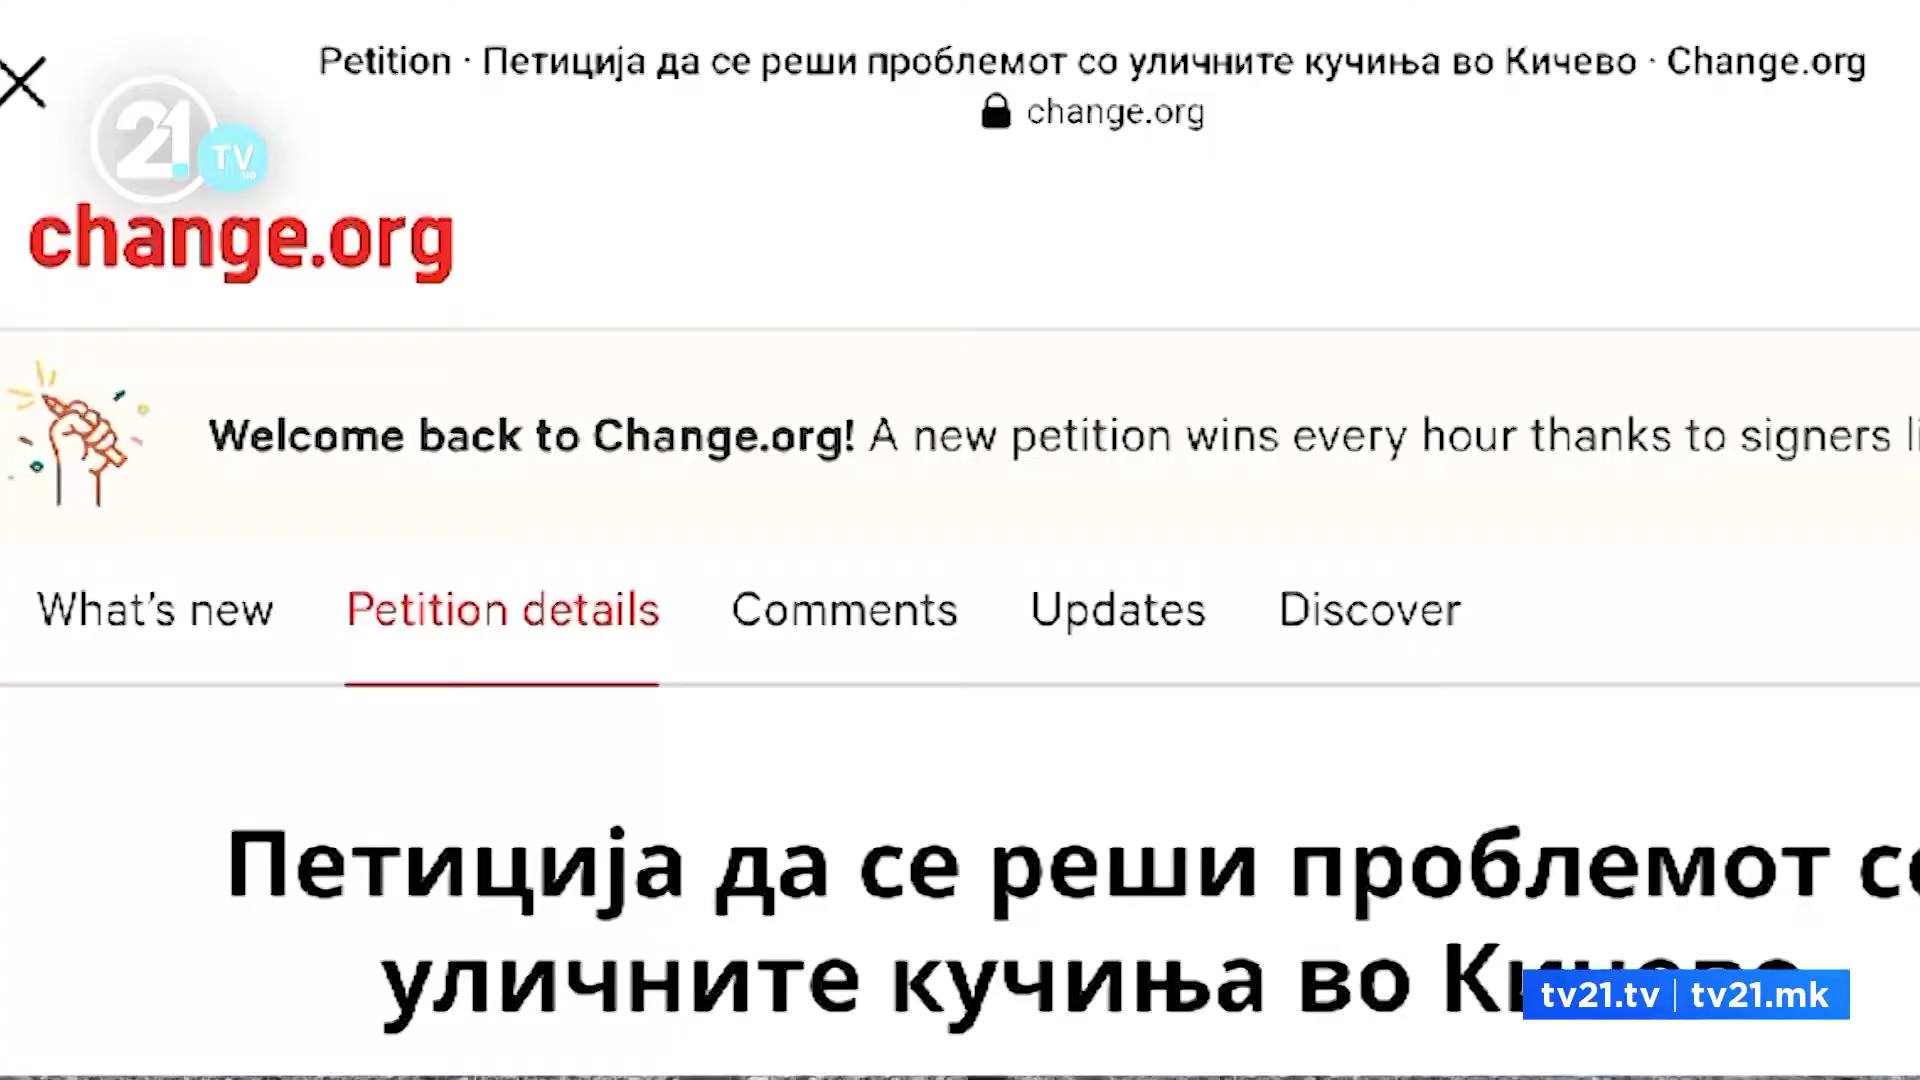 Petition · Петиција да се реши проблемот со уличните кучиња во Кичево · Change.org
change.org
21 TV HD
change.org
Welcome back to Change.org! A new petition wins every hour thanks to signers
What's new Petition details Comments Updates Discover
Петиција да се реши проблемот
уличните кучиња во
tv21.tv | tv21.mk